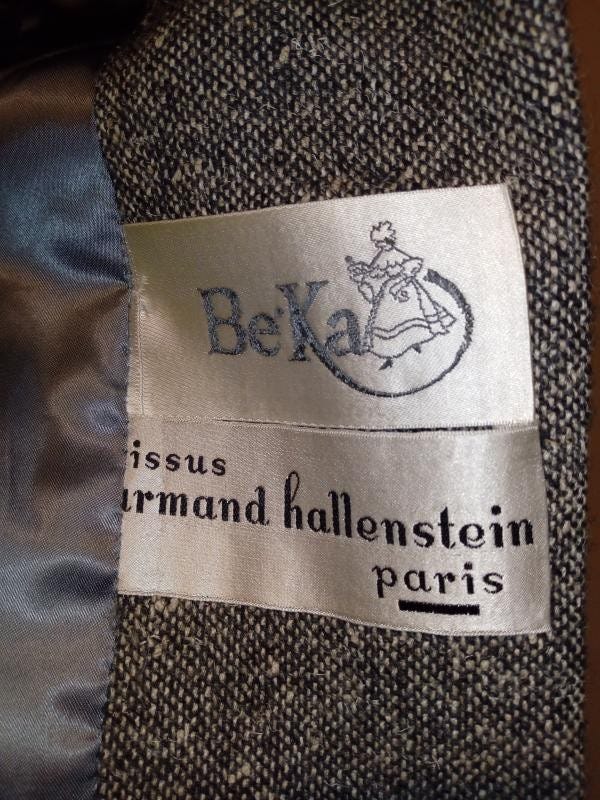 Be•Ka
issus
armand hallenstein
paris